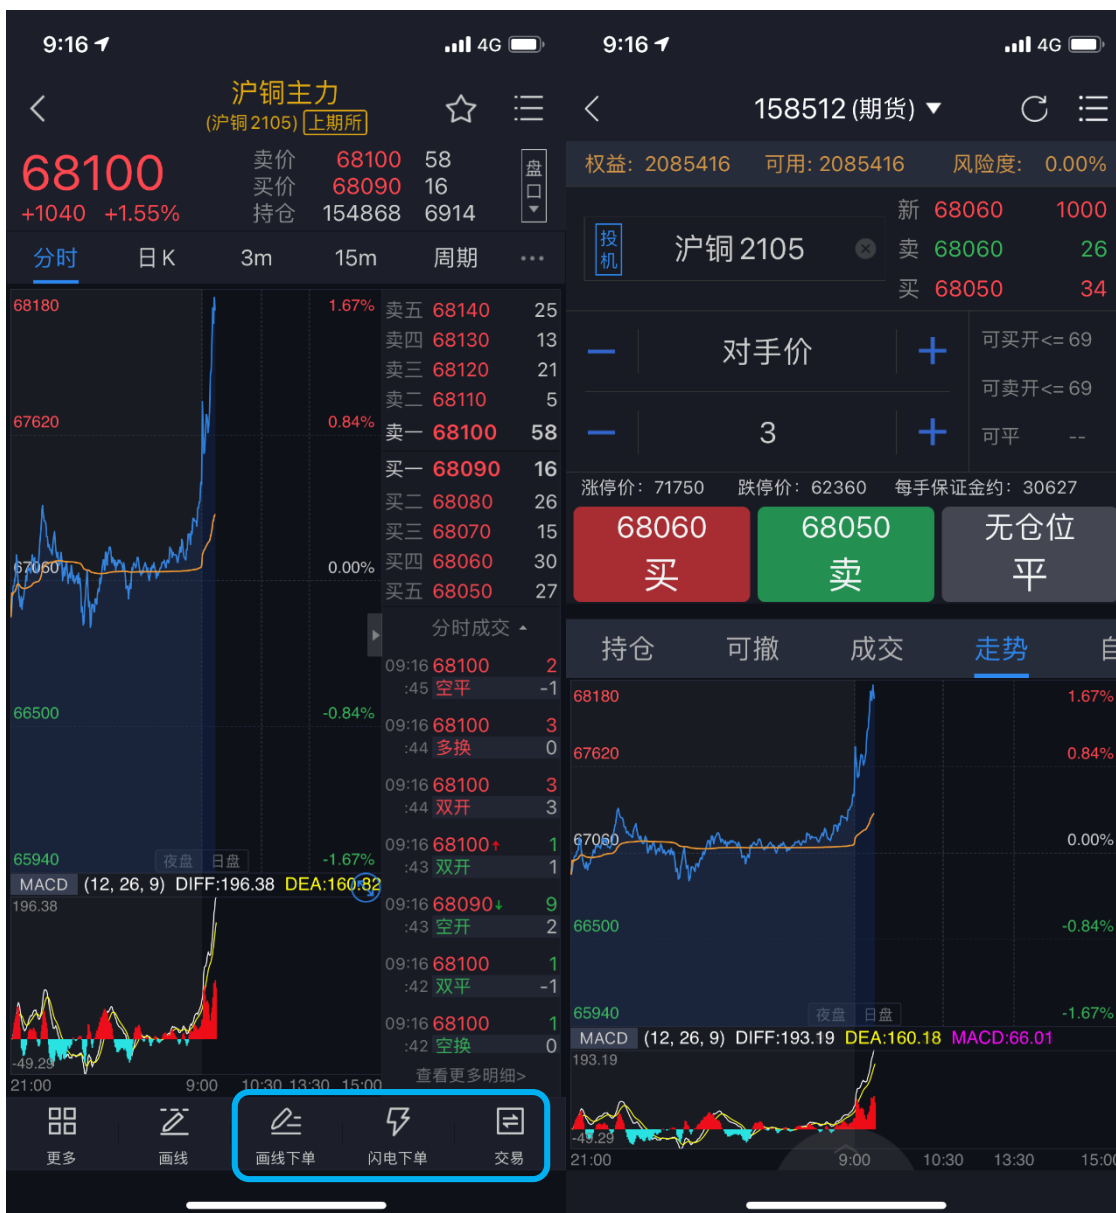 9:16
4G
沪铜主力
(沪铜2105) 上期所
68100
+1040 +1.55%
卖价 68100 58
买价 68090 16
持仓 154868 6914
盘口
分时 日K 3m 15m 周期
68180 1.67%
67620 0.84%
67060 0.00%
66500 -0.84%
65940 -1.67%
夜盘 日盘
卖五 68140 25
卖四 68130 13
卖三 68120 21
卖二 68110 5
卖一 68100 58
买一 68090 16
买二 68080 26
买三 68070 15
买四 68060 30
买五 68050 27
分时成交
09:16 68100 2
:45 空平 -1
09:16 68100 3
:44 多换 0
09:16 68100 3
:44 双开 3
09:16 68100↑ 1
:43 双开 1
09:16 68090↓ 9
:43 空开 2
09:16 68100 1
:42 双平 -1
09:16 68100 1
:42 空换 0
查看更多明细>
MACD (12, 26, 9) DIFF:196.38 DEA:160.82
196.38
-49.29
21:00 9:00 10:30 13:30 15:00
更多 画线 画线下单 闪电下单 交易
9:16
4G
158512(期货)
权益: 2085416 可用: 2085416 风险度: 0.00%
投机
沪铜2105
新 68060 1000
卖 68060 26
买 68050 34
对手价
3
可买开<=69
可卖开<=69
可平 --
涨停价: 71750 跌停价: 62360 每手保证金约: 30627
68060 68050 无仓位
买 卖 平
持仓 可撤 成交 走势
68180 1.67%
67620 0.84%
67060 0.00%
66500 -0.84%
65940 -1.67%
夜盘 日盘
MACD (12, 26, 9) DIFF:193.19 DEA:160.18 MACD:66.01
193.19
-49.29
21:00 9:00 10:30 13:30 15:00